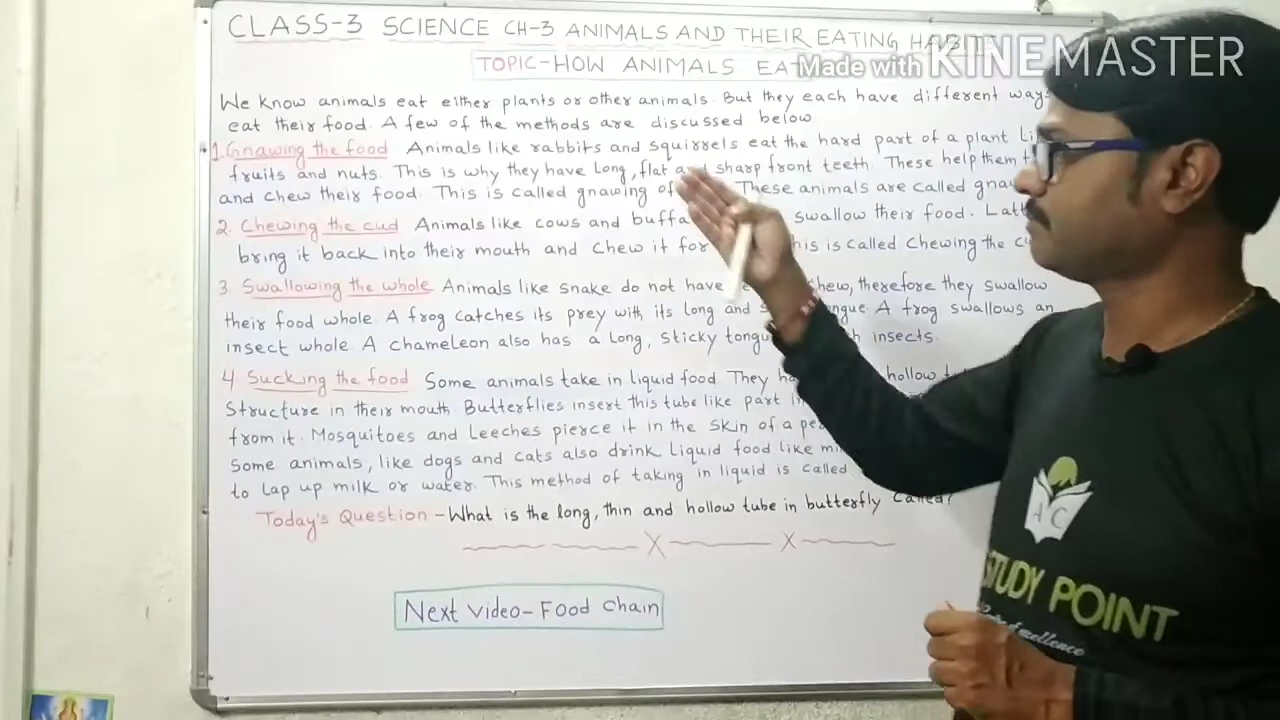 CLASS-3 SCIENCE CH-3 ANIMALS AND THEIR EATING HABIT
TOPIC-HOW ANIMALS EAT
Made with KINEMASTER
We know animals eat either plants or other animals. But they each have different ways
eat their food. A few of the methods are discussed below
1. Gnawing the food Animals like rabbits and squirrels eat the hard part of a plant
fruits and nuts. This is why they have Long, flat and sharp front teeth. These help them
and chew their food. This is called gnawing of These animals are called
2. Chewing the cud Animals like cows and swallow their food.
bring it back into their mouth and chew it for This is called Chewing the
3 Swallowing the whole Animals like snake do not have chew, therefore they swallow
their food whole. A frog catches its prey with its long and tongue. A frog swallows an
insect whole. A chameleon also has a long, sticky insects.
4 Sucking the food Some animals take in liquid food. They hollow
Structure in their mouth. Butterflies insert this tube like part
from it. Mosquitoes and Leeches pierce it in the skin of a
Some animals, like dogs and cats also drink liquid food like
to lap up milk or water. This method of taking in liquid is called
Today's Question - What is the long, thin and hollow tube in butterfly called?
X X
Next video - Food chain
A C
STUDY POINT
of excellence